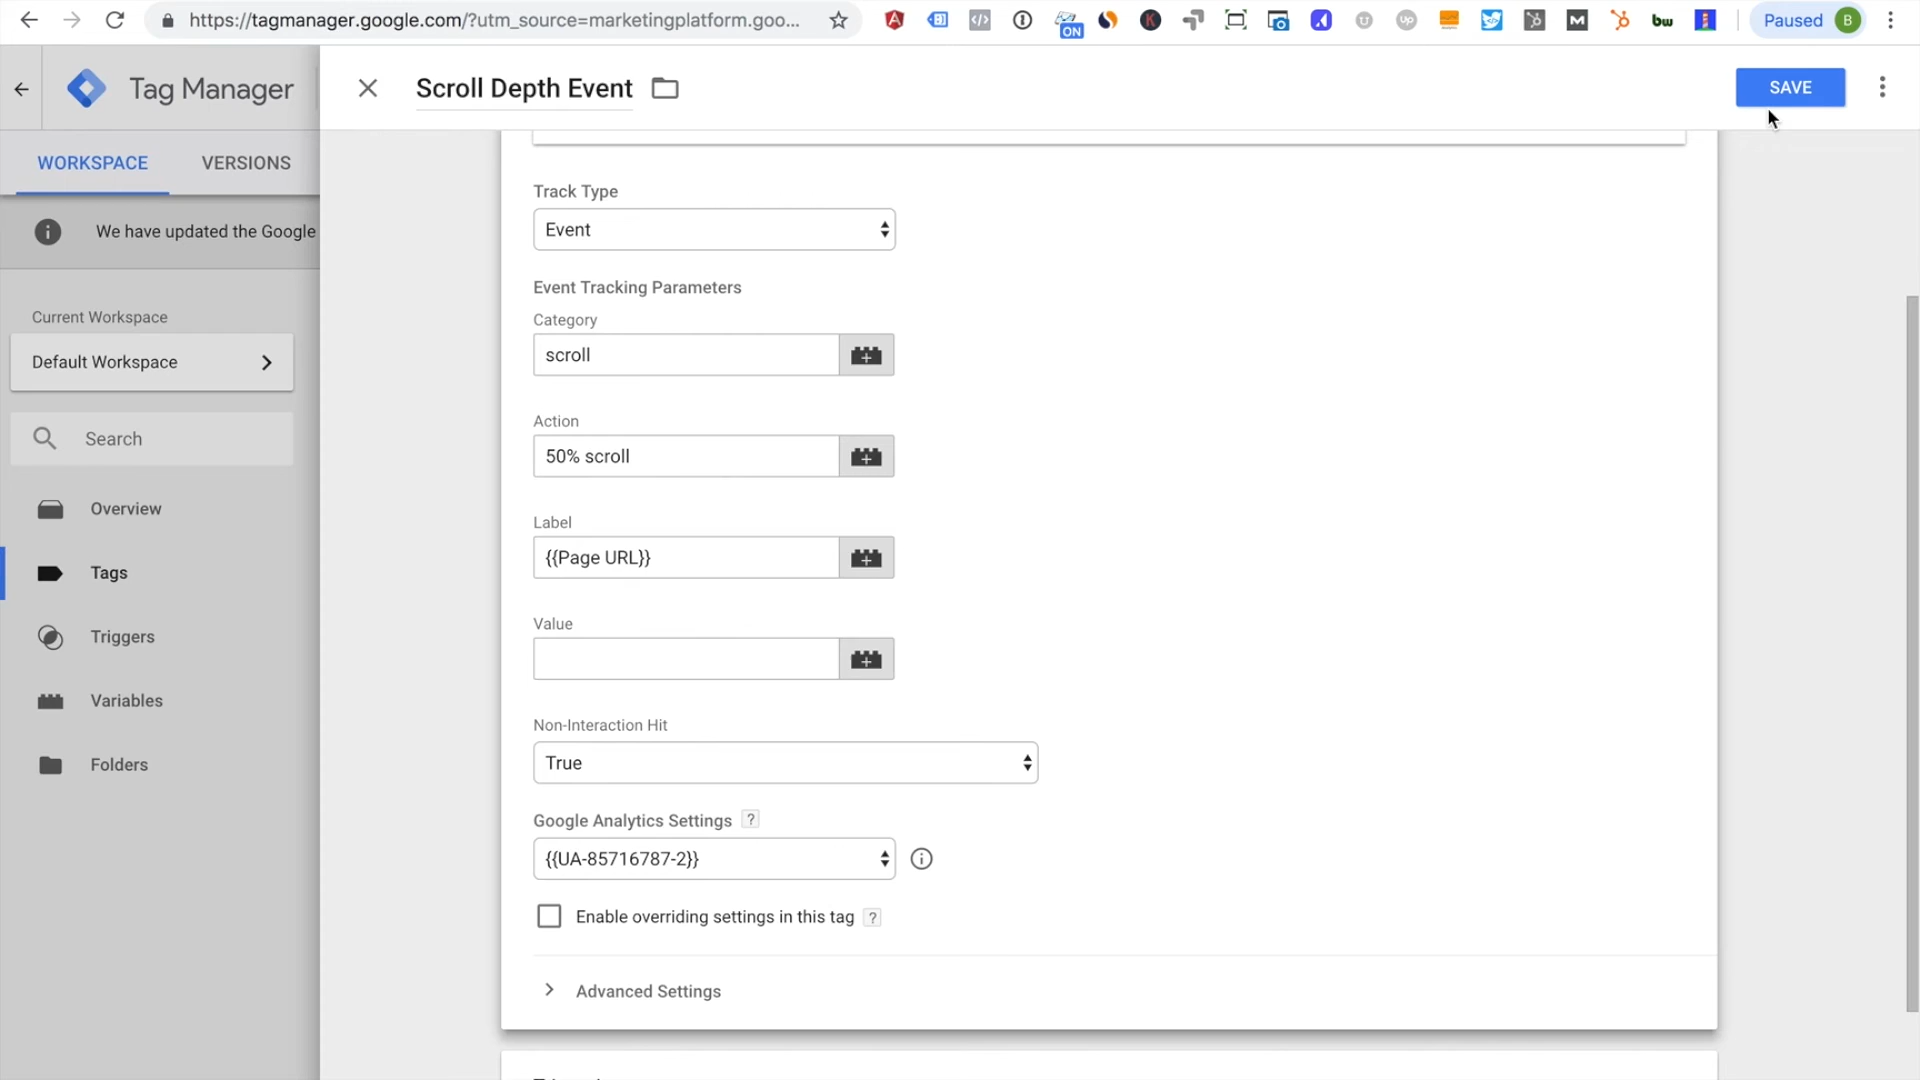 https://tagmanager.google.com/?utm_source=marketingplatform.goo...
ON
bw
Paused
B
Tag Manager
Scroll Depth Event
SAVE
WORKSPACE
VERSIONS
We have updated the Google
Current Workspace
Default Workspace
Search
Overview
Tags
Triggers
Variables
Folders
Track Type
Event
Event Tracking Parameters
Category
scroll
Action
50% scroll
Label
{{Page URL}}
Value
Non-Interaction Hit
True
Google Analytics Settings ?
{{UA-85716787-2}}
Enable overriding settings in this tag ?
Advanced Settings